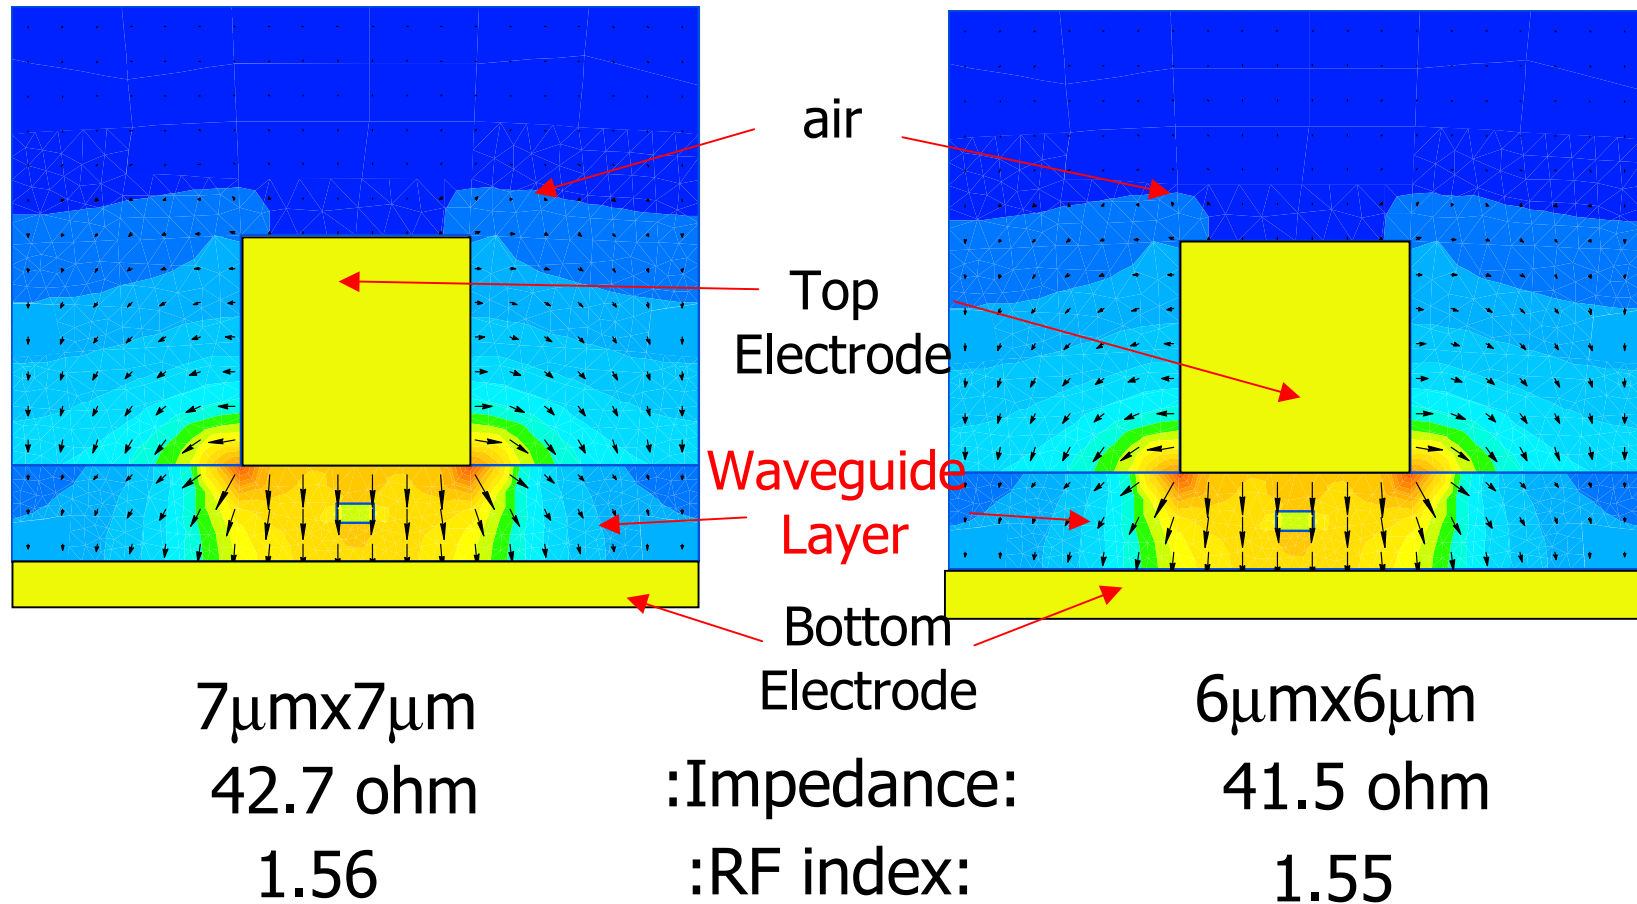 air
Top
Electrode
Waveguide
Layer
Bottom
Electrode
7μmx7μm
6μmx6μm
42.7 ohm
:Impedance:
41.5 ohm
1.56
:RF index:
1.55